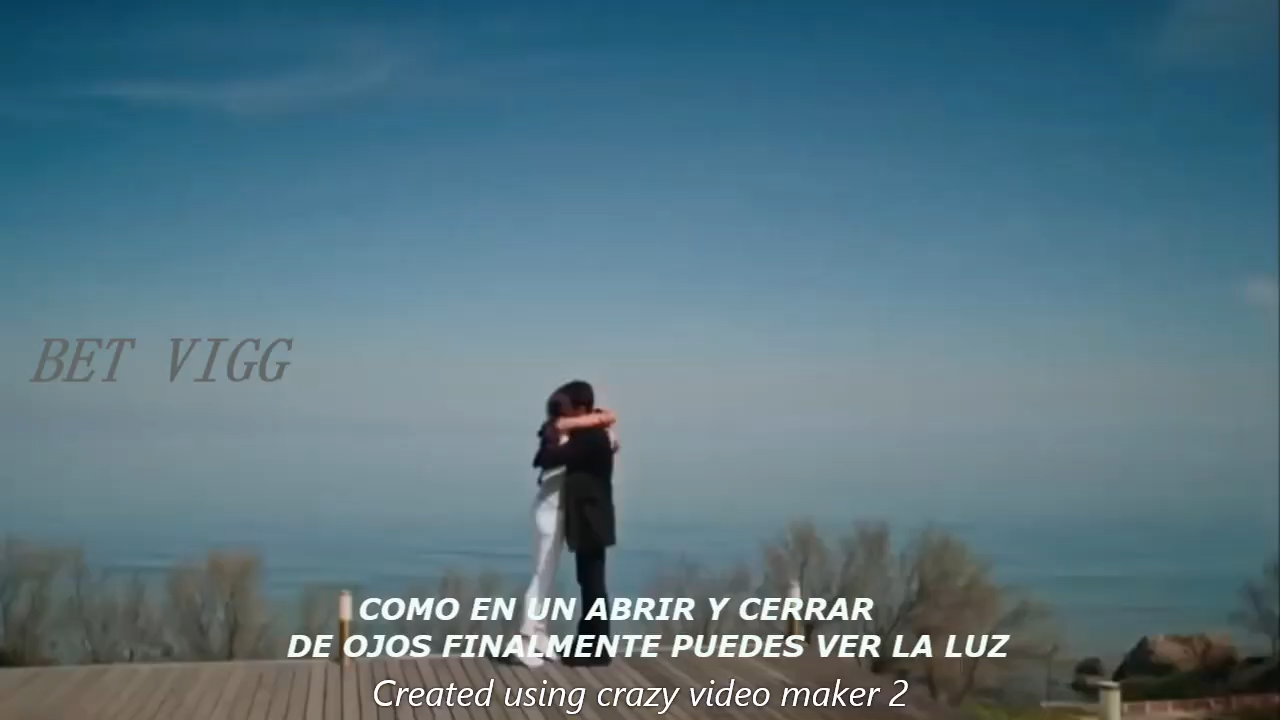 BET VIGG
COMO EN UN ABRIR Y CERRAR
DE OJOS FINALMENTE PUEDES VER LA LUZ
Created using crazy video maker 2